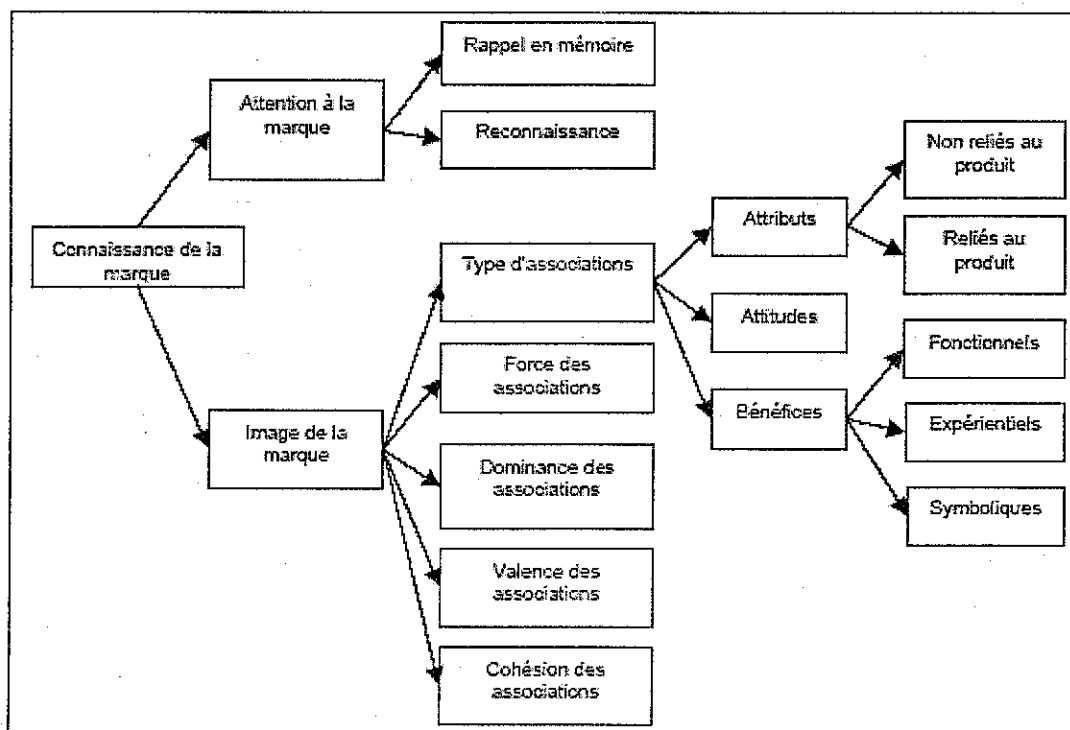 Rappel en mémoire
Attention à la
marque
Reconnaissance
Non reliés au
produit
Attributs
Reliés au
produit
Connaissance de la
marque
Type d'associations
Attitudes
Fonctionnels
Force des
associations
Bénéfices
Expérientiels
Image de la
marque
Dominance des
associations
Symboliques
Valence des
associations
Cohésion des
associations